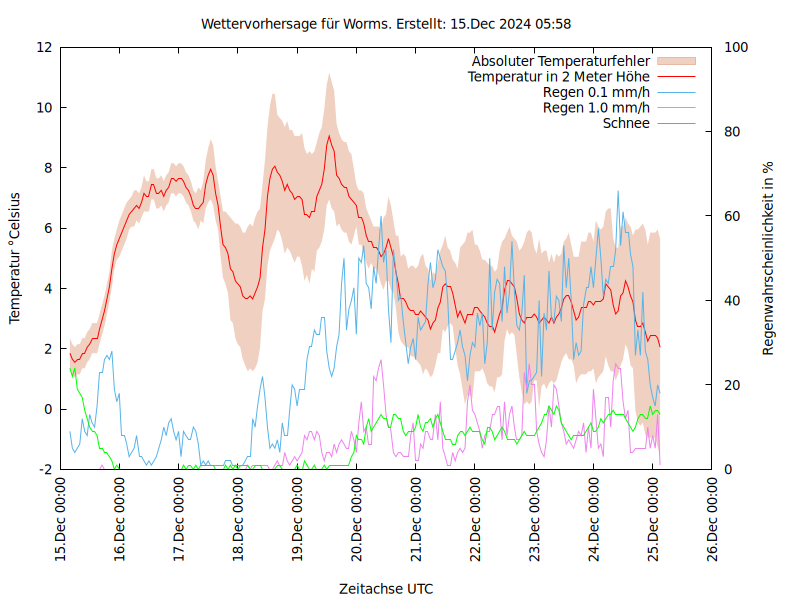 Wettervorhersage für Worms. Erstellt: 15.Dec 2024 05:58
12
10
8
6
4
2
0
-2
100
80
60
40
20
0
Absoluter Temperaturfehler
Temperatur in 2 Meter Höhe
Regen 0.1 mm/h
Regen 1.0 mm/h
Schnee
Temperatur °Celsius
Regenwahrscheinlichkeit in %
15.Dec 00:00
16.Dec 00:00
17.Dec 00:00
18.Dec 00:00
19.Dec 00:00
20.Dec 00:00
21.Dec 00:00
22.Dec 00:00
23.Dec 00:00
24.Dec 00:00
25.Dec 00:00
26.Dec 00:00
Zeitachse UTC